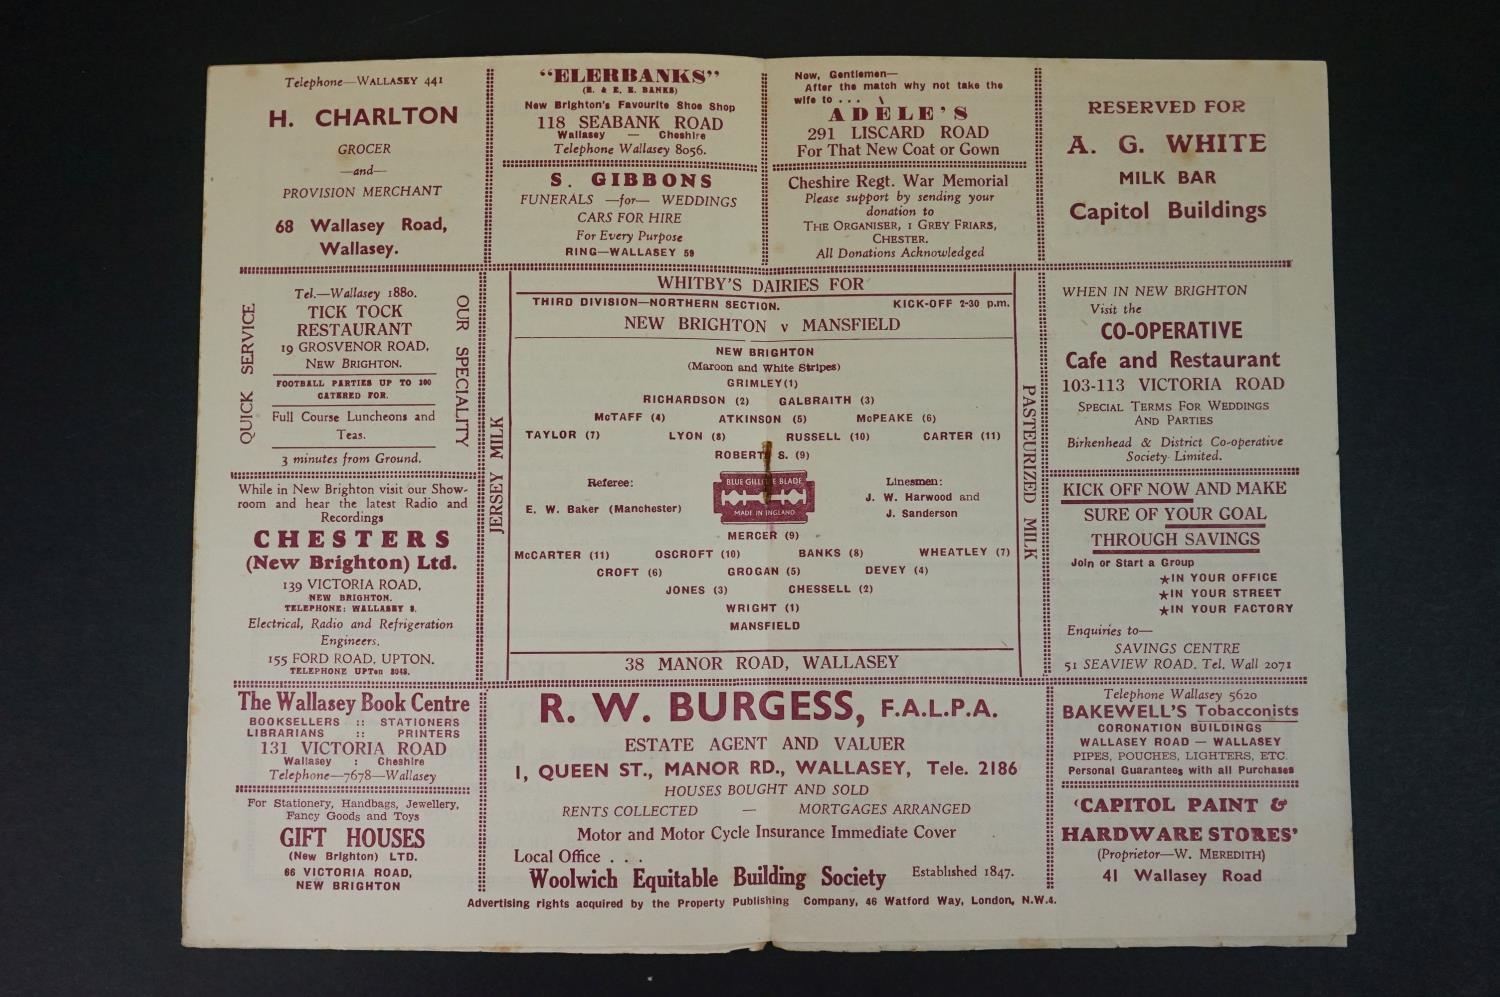 Telephone—WALLASEY 441
H. CHARLTON
GROCER
—and—
PROVISION MERCHANT
68 Wallasey Road,
Wallasey.
"ELERBANKS"
(R. & E. E. BANKS)
New Brighton's Favourite Shoe Shop
118 SEABANK ROAD
Wallasey — Cheshire
Telephone Wallasey 8056.
S. GIBBONS
FUNERALS —for— WEDDINGS
CARS FOR HIRE
For Every Purpose
RING—WALLASEY 59
Now, Gentlemen—
After the match why not take the
wife to . . .
ADELE'S
291 LISCARD ROAD
For That New Coat or Gown
Cheshire Regt. War Memorial
Please support by sending your
donation to
THE ORGANISER, 1 GREY FRIARS,
CHESTER.
All Donations Acknowledged
RESERVED FOR
A. G. WHITE
MILK BAR
Capitol Buildings
QUICK SERVICE
Tel.—Wallasey 1880.
TICK TOCK
RESTAURANT
19 GROSVENOR ROAD,
NEW BRIGHTON.
FOOTBALL PARTIES UP TO 100
CATERED FOR.
Full Course Luncheons and
Teas.
3 minutes from Ground.
OUR SPECIALITY
While in New Brighton visit our Show-
room and hear the latest Radio and
Recordings
CHESTERS
(New Brighton) Ltd.
139 VICTORIA ROAD,
NEW BRIGHTON.
TELEPHONE: WALLASEY 8.
Electrical, Radio and Refrigeration
Engineers.
155 FORD ROAD, UPTON.
TELEPHONE UPTon 8048.
JERSEY MILK
WHITBY'S DAIRIES FOR
THIRD DIVISION—NORTHERN SECTION. KICK-OFF 2-30 p.m.
NEW BRIGHTON v MANSFIELD
NEW BRIGHTON
(Maroon and White Stripes)
GRIMLEY(1)
RICHARDSON (2) GALBRAITH (3)
McTAFF (4) ATKINSON (5) McPEAKE (6)
TAYLOR (7) LYON (8) RUSSELL (10) CARTER (11)
ROBERTS S. (9)
Referee:
E. W. Baker (Manchester)
BLUE GILLETTE BLADE
MADE IN ENGLAND
Linesmen:
J. W. Harwood and
J. Sanderson
MERCER (9)
McCARTER (11) OSCROFT (10) BANKS (8) WHEATLEY (7)
CROFT (6) GROGAN (5) DEVEY (4)
JONES (3) CHESSELL (2)
WRIGHT (1)
MANSFIELD
38 MANOR ROAD, WALLASEY
PASTEURIZED MILK
WHEN IN NEW BRIGHTON
Visit the
CO-OPERATIVE
Cafe and Restaurant
103-113 VICTORIA ROAD
SPECIAL TERMS FOR WEDDINGS
AND PARTIES
Birkenhead & District Co-operative
Society Limited.
KICK OFF NOW AND MAKE
SURE OF YOUR GOAL
THROUGH SAVINGS
Join or Start a Group
★IN YOUR OFFICE
★IN YOUR STREET
★IN YOUR FACTORY
Enquiries to—
SAVINGS CENTRE
51 SEAVIEW ROAD. Tel. Wall 2071
The Wallasey Book Centre
BOOKSELLERS :: STATIONERS
LIBRARIANS :: PRINTERS
131 VICTORIA ROAD
Wallasey : Cheshire
Telephone—7678—Wallasey
For Stationery, Handbags, Jewellery,
Fancy Goods and Toys
GIFT HOUSES
(New Brighton) LTD.
66 VICTORIA ROAD,
NEW BRIGHTON
R. W. BURGESS, F.A.L.P.A.
ESTATE AGENT AND VALUER
1, QUEEN ST., MANOR RD., WALLASEY, Tele. 2186
HOUSES BOUGHT AND SOLD
RENTS COLLECTED — MORTGAGES ARRANGED
Motor and Motor Cycle Insurance Immediate Cover
Local Office . . .
Woolwich Equitable Building Society Established 1847.
Telephone Wallasey 5620
BAKEWELL'S Tobacconists
CORONATION BUILDINGS
WALLASEY ROAD — WALLASEY
PIPES, POUCHES, LIGHTERS, ETC.
Personal Guarantees with all Purchases
'CAPITOL PAINT &
HARDWARE STORES'
(Proprietor—W. MEREDITH)
41 Wallasey Road
Advertising rights acquired by the Property Publishing Company, 46 Watford Way, London, N.W.4.